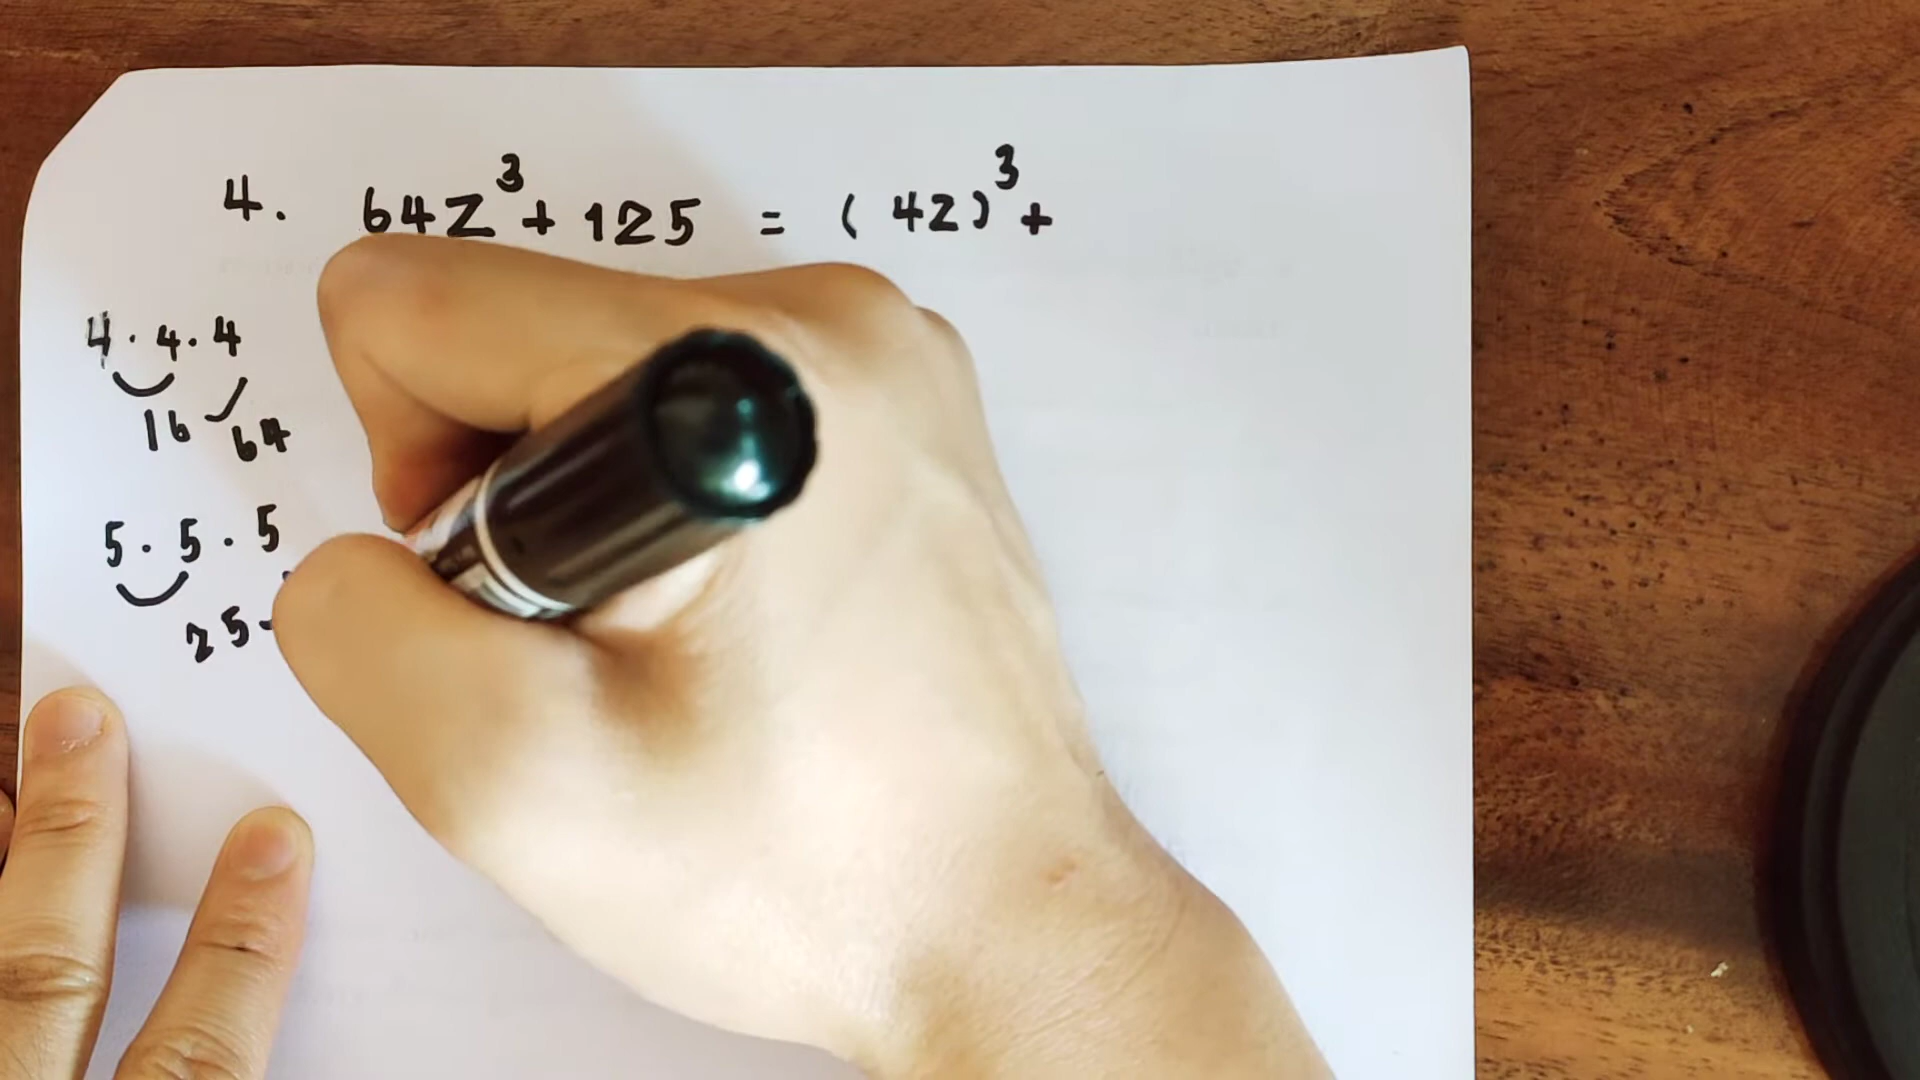 4. 64Z³ + 125 = ( 4Z)³ +
4 . 4 . 4
16 64
5 . 5 . 5
25